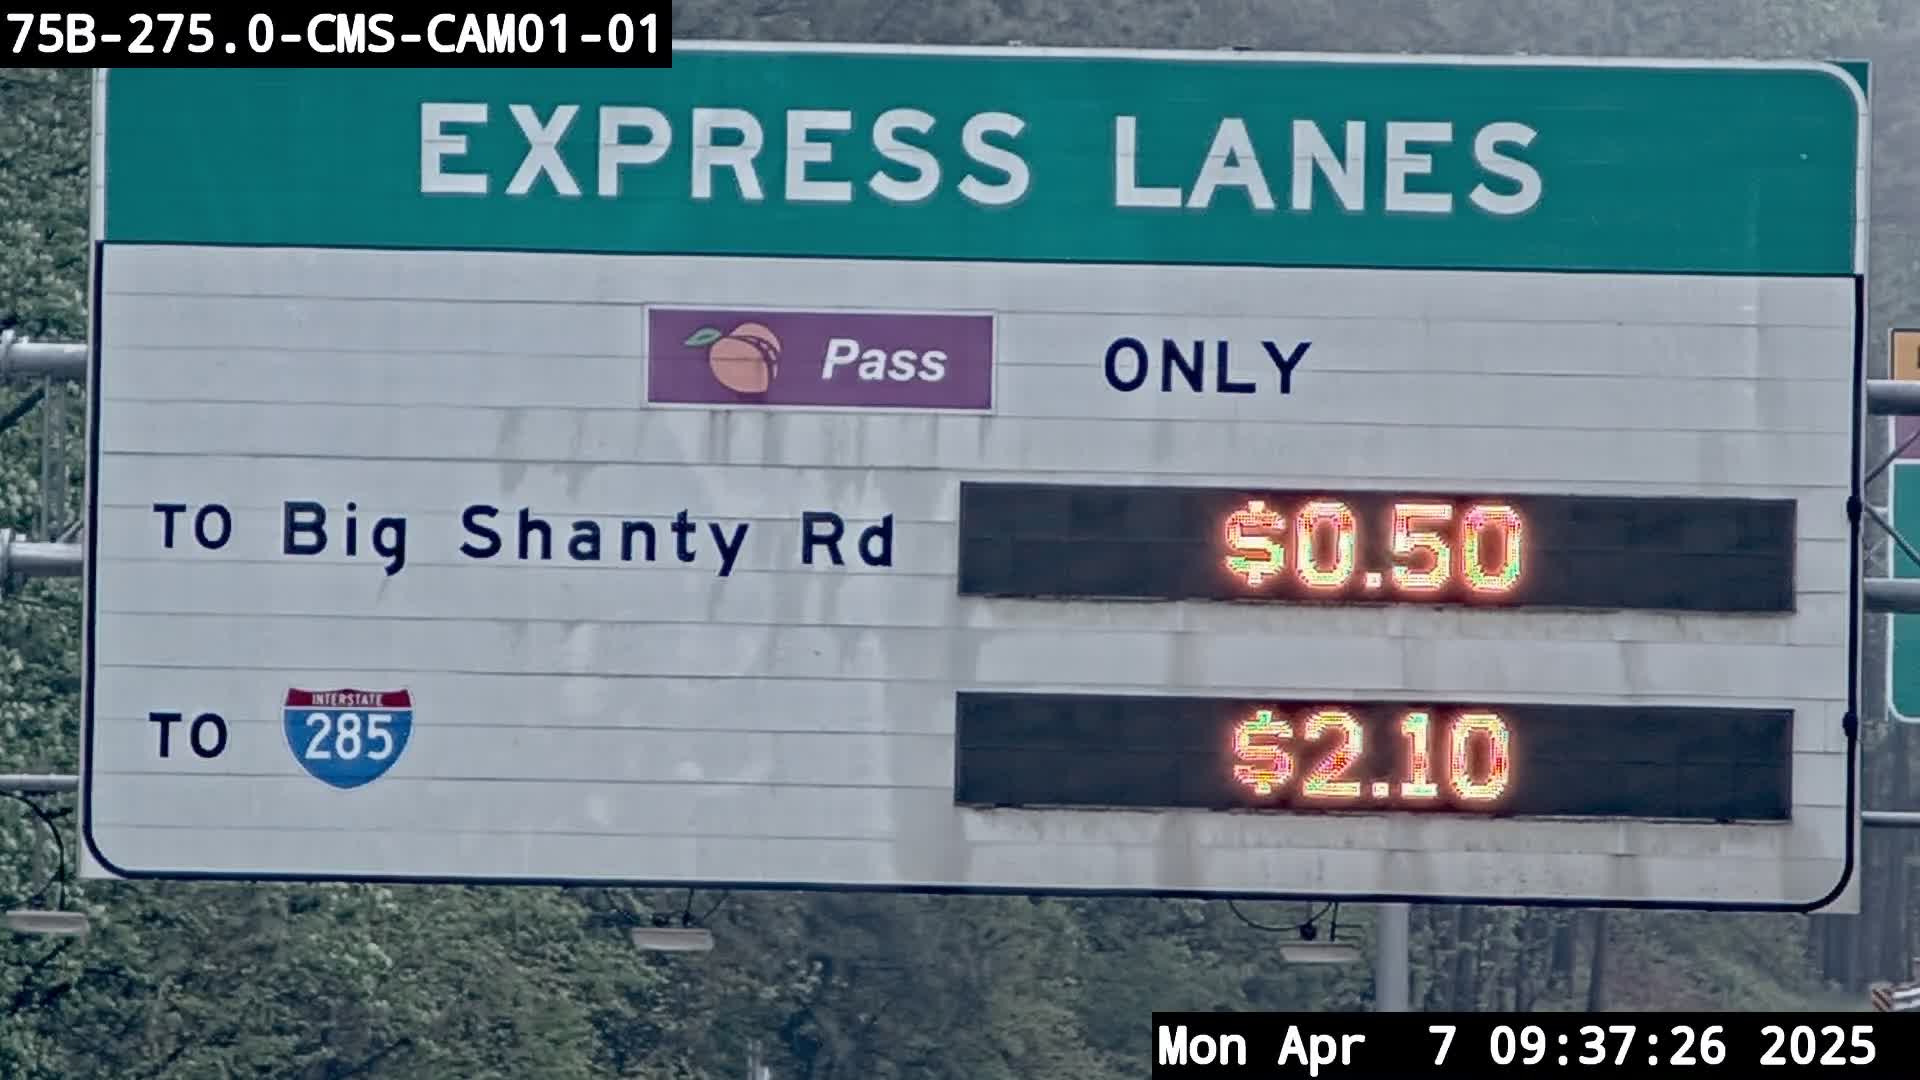 75B-275.0-CMS-CAM01-01
EXPRESS LANES
Pass ONLY
TO Big Shanty Rd $0.50
INTERSTATE
TO 285 $2.10
Mon Apr 7 09:37:26 2025